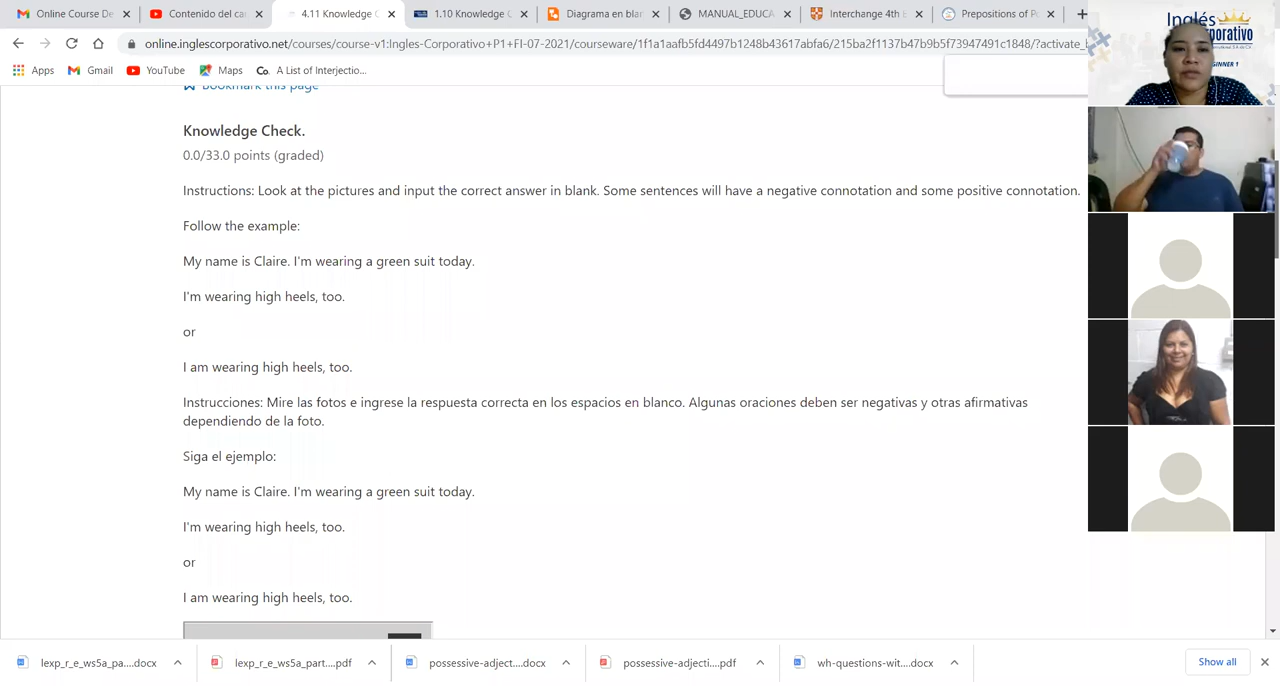 Online Course De
Contenido del ca
4.11 Knowledge C
1.10 Knowledge C
Diagrama en bla
MANUAL_EDUCA
Interchange 4th E
Prepositions of P
online.inglescorporativo.net/courses/course-v1:Ingles-Corporativo+P1+FI-07-2021/courseware/1f1a1aafb5fd4497b1248b43617abfa6/215ba2f1137b47b9b5f73947491c1848/?activate_b
Apps
Gmail
YouTube
Maps
Co. A List of Interjectio...
Bookmark this page
Knowledge Check.
0.0/33.0 points (graded)
Instructions: Look at the pictures and input the correct answer in blank. Some sentences will have a negative connotation and some positive connotation.
Follow the example:
My name is Claire. I'm wearing a green suit today.
I'm wearing high heels, too.
or
I am wearing high heels, too.
Instrucciones: Mire las fotos e ingrese la respuesta correcta en los espacios en blanco. Algunas oraciones deben ser negativas y otras afirmativas
dependiendo de la foto.
Siga el ejemplo:
My name is Claire. I'm wearing a green suit today.
I'm wearing high heels, too.
or
I am wearing high heels, too.
Inglés
orporativo
GINNER 1
lexp_r_e_ws5a_pa....docx
lexp_r_e_ws5a_part....pdf
possessive-adject....docx
possessive-adjecti....pdf
wh-questions-wit....docx
Show all